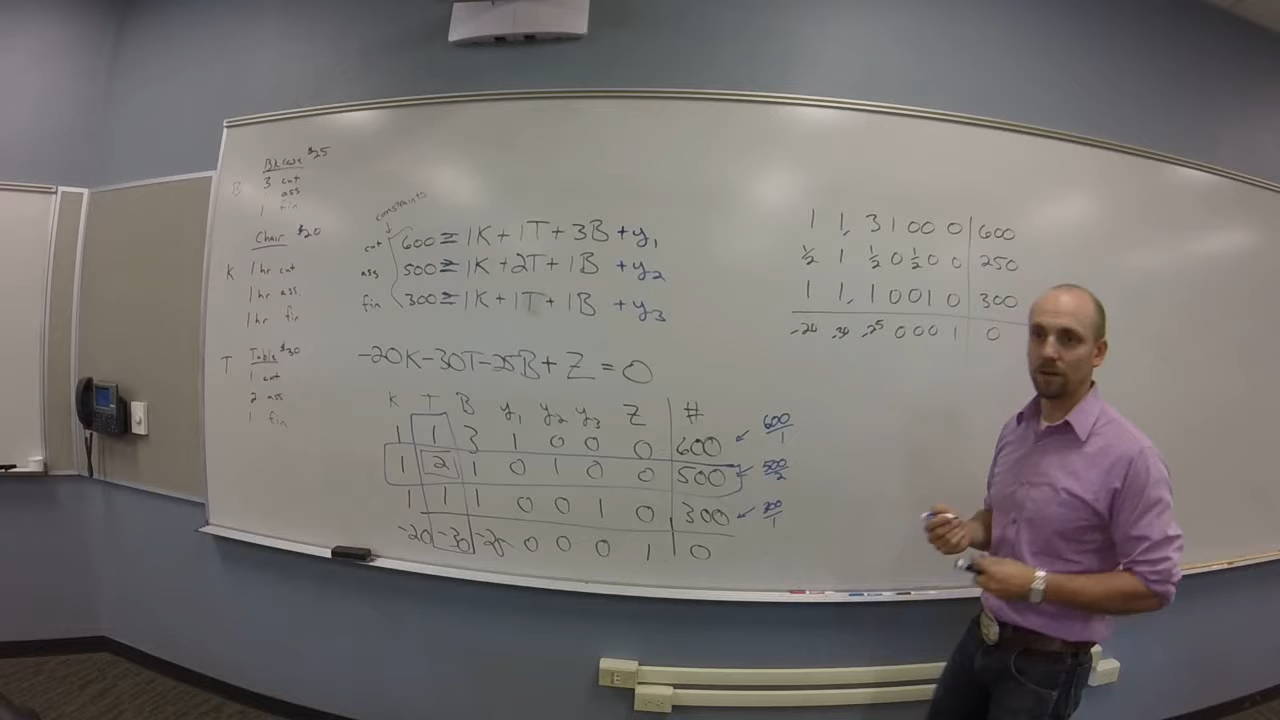 Bkcase $25
B 3 cut
ass
1 fin
Chair $20
K 1 hr cut
1 hr ass.
1 hr fin
T Table $30
1 cut
2 ass
1 fin
constraints
cut 600 ≥ 1K + 1T + 3B + y1
ass 500 ≥ 1K + 2T + 1B + y2
fin 300 ≥ 1K + 1T + 1B + y3
-20K - 30T - 25B + Z = 0
K T B y1 y2 y3 Z #
1 1 3 1 0 0 0 600 600/1
1 2 1 0 1 0 0 500 500/2
1 1 1 0 0 1 0 300 300/1
-20 -30 -25 0 0 0 1 0
1 1 3 1 0 0 0 600
1/2 1 1/2 0 1/2 0 0 250
1 1 1 0 0 1 0 300
-20 -30 -25 0 0 0 1 0